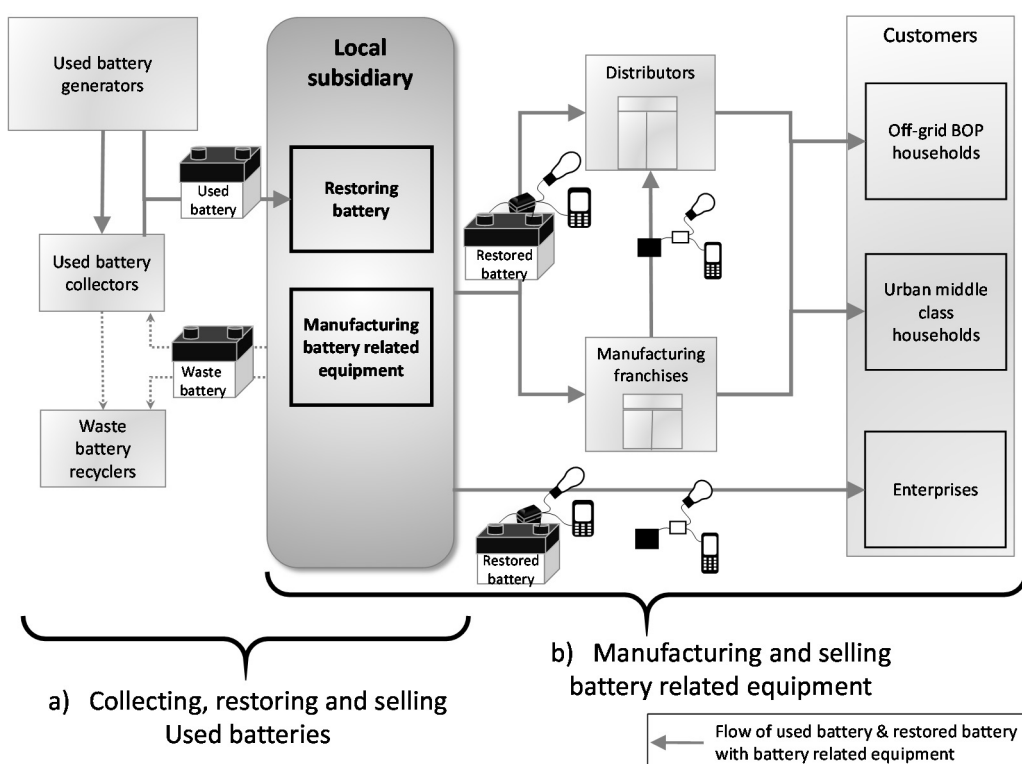 Used battery
generators
Local
subsidiary
Distributors
Customers
Used
battery
Restoring
battery
Off-grid BOP
households
Used battery
collectors
Restored
battery
Manufacturing
battery related
equipment
Urban middle
class
households
Waste
battery
Manufacturing
franchises
Waste
battery
recyclers
Enterprises
Restored
battery
a) Collecting, restoring and selling
Used batteries
b) Manufacturing and selling
battery related equipment
Flow of used battery & restored battery
with battery related equipment